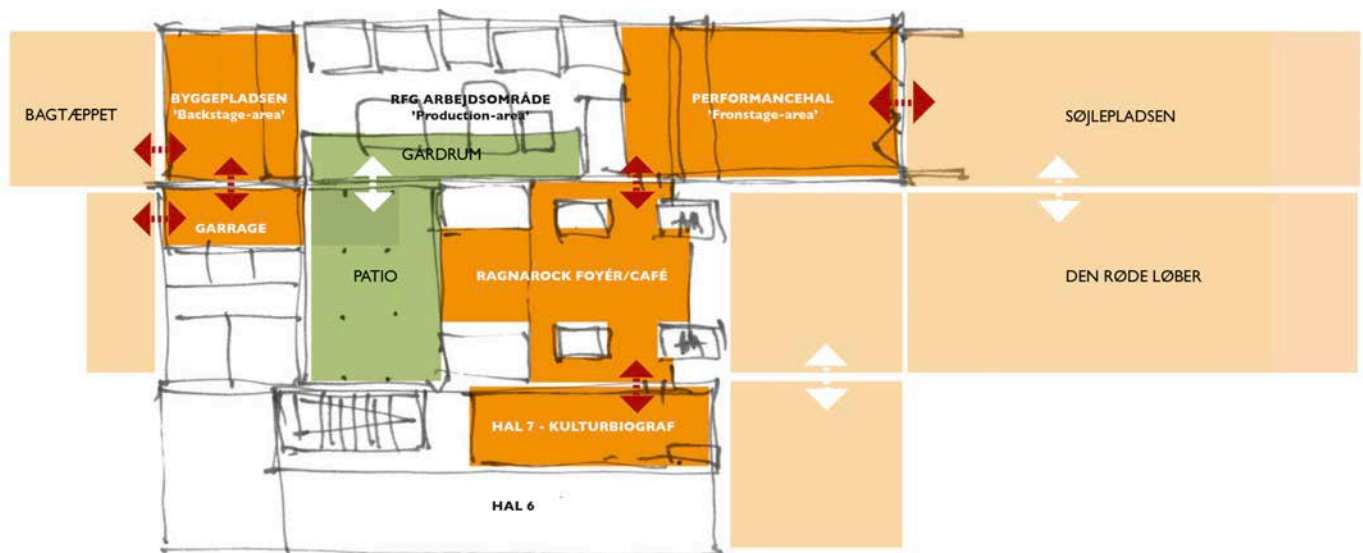 BAGTÆPPET
BYGGEPLADSEN
'Backstage-area'
RFG ARBEJDSOMRÅDE
'Production-area'
GÅRDRUM
PERFORMANCEHAL
'Fronstage-area'
SØJLEPLADSEN
GARRAGE
PATIO
RAGNAROCK FOYÉR/CAFÉ
DEN RØDE LØBER
HAL 7 - KULTURBIOGRAF
HAL 6